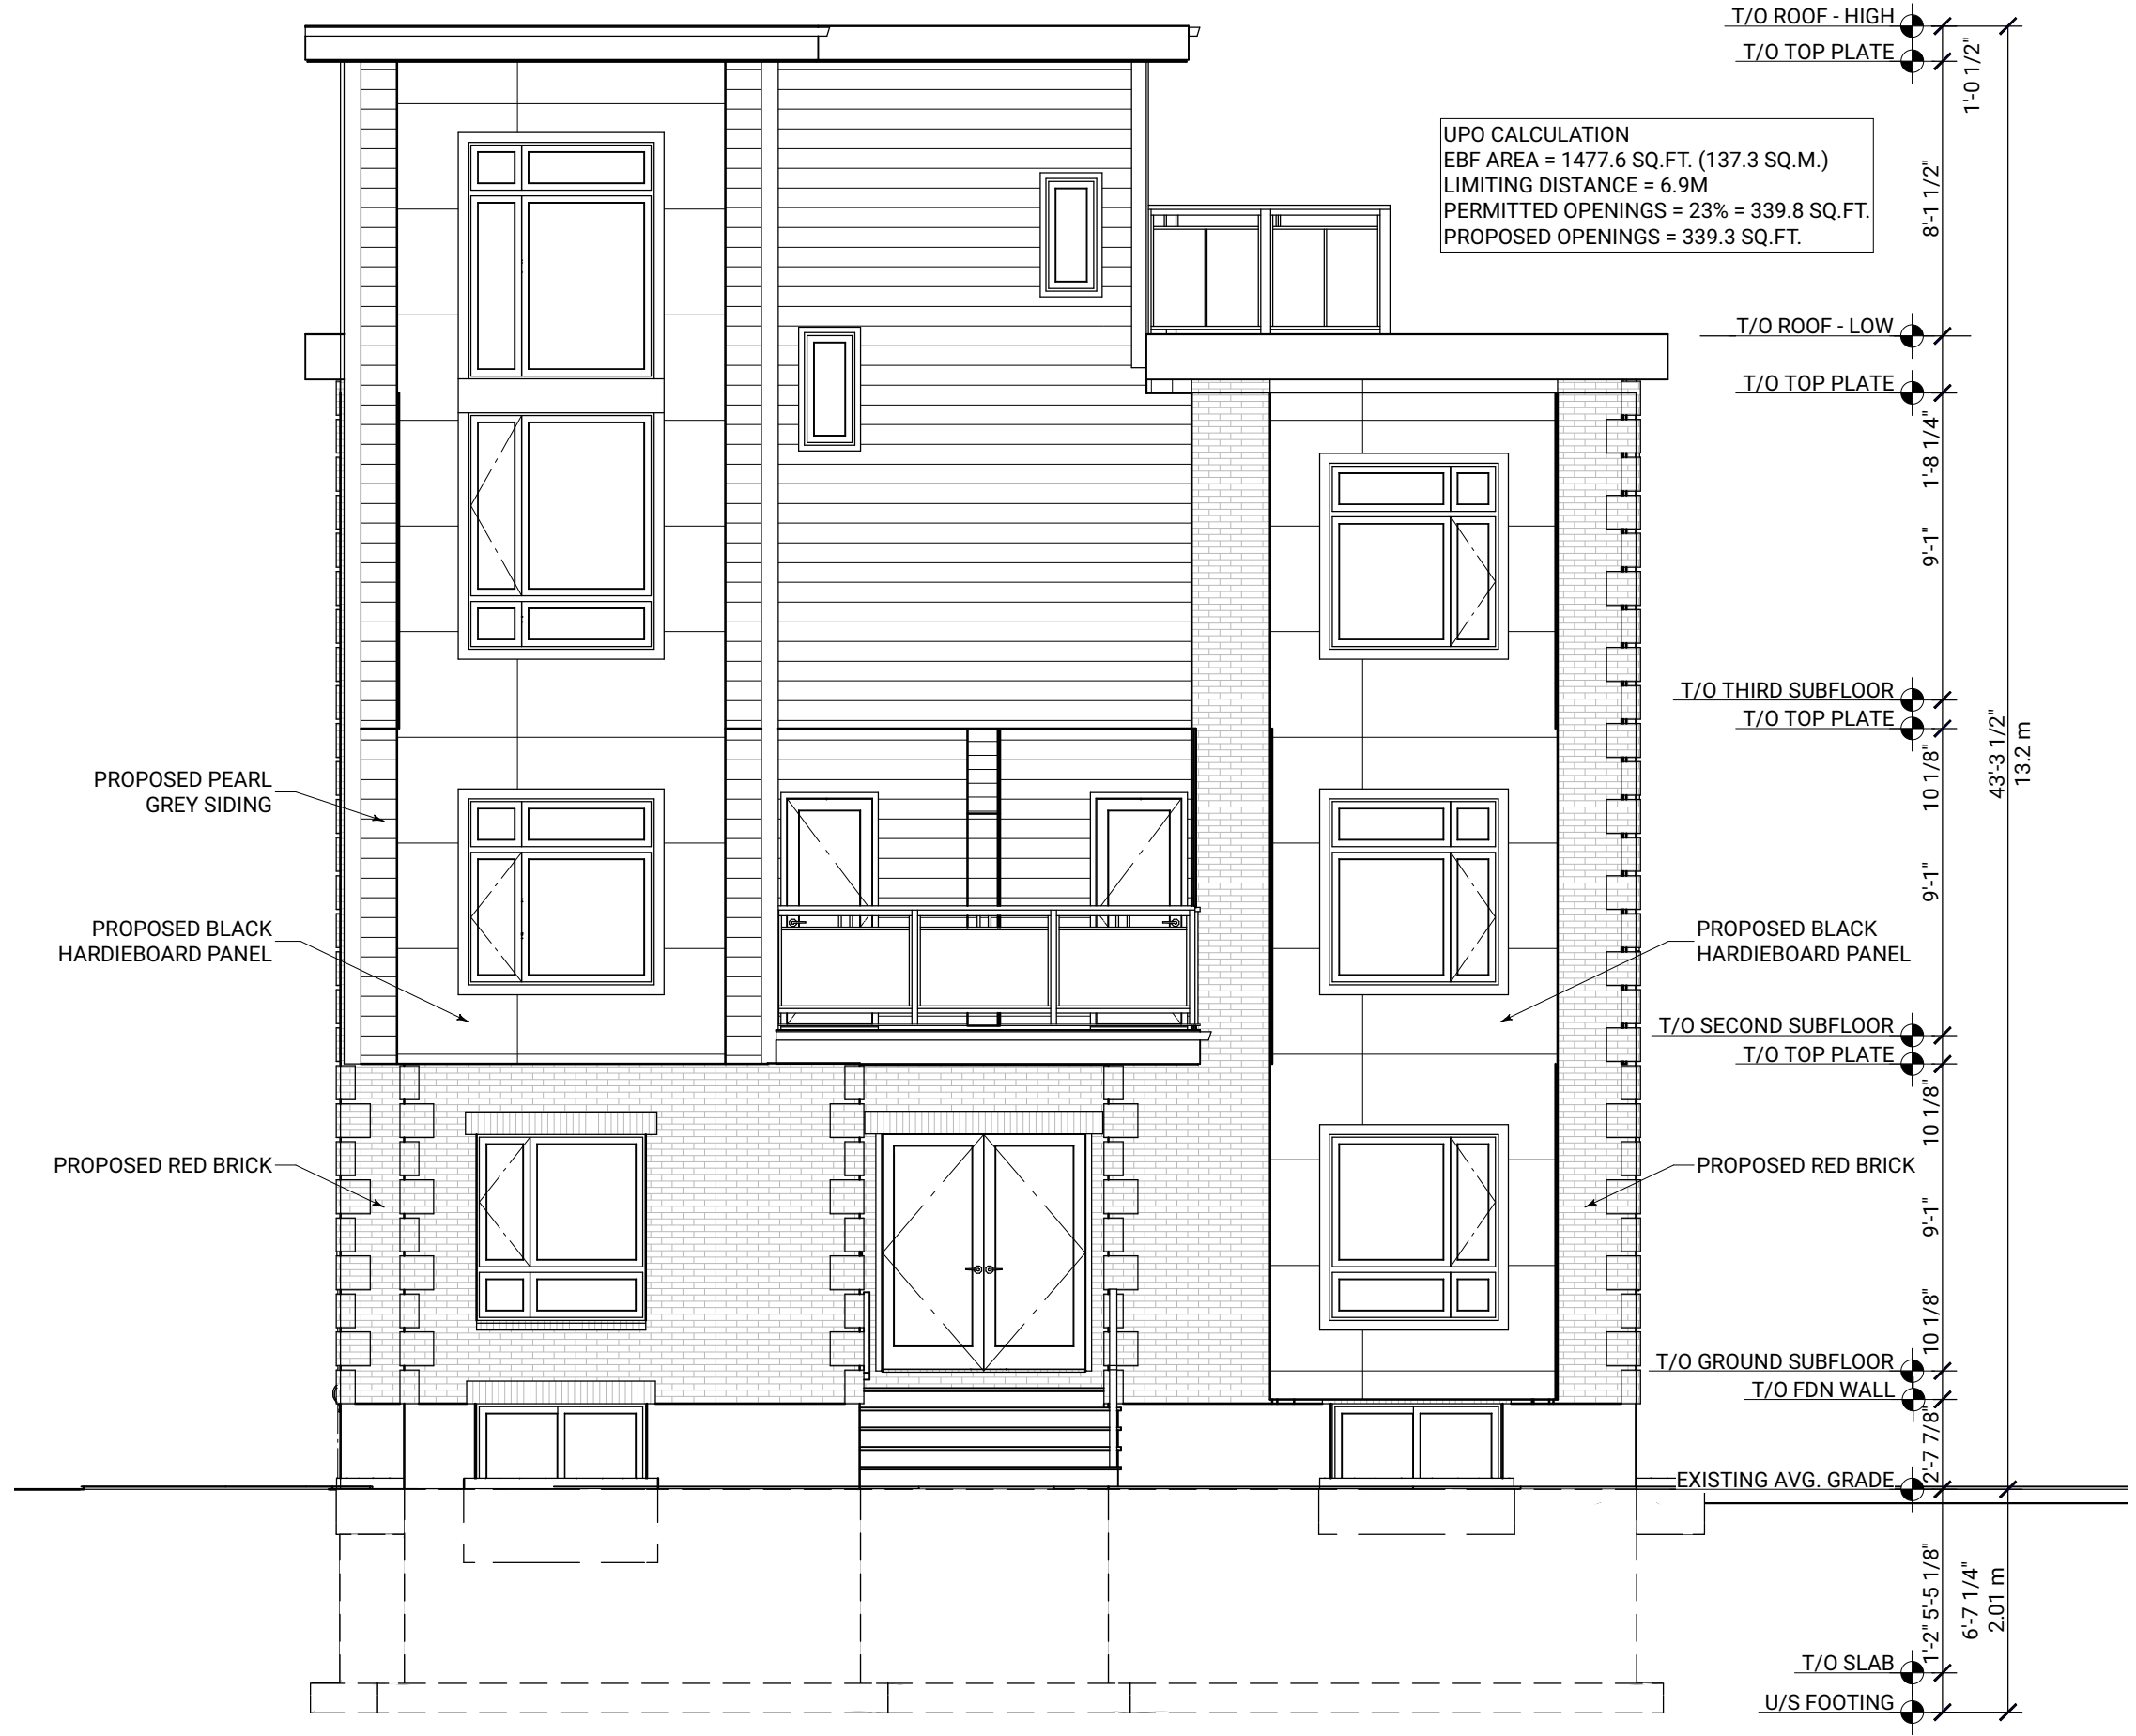 T/O ROOF - HIGH
T/O TOP PLATE
1'-0 1/2"
UPO CALCULATION
EBF AREA = 1477.6 SQ.FT. (137.3 SQ.M.)
LIMITING DISTANCE = 6.9M
PERMITTED OPENINGS = 23% = 339.8 SQ.FT.
PROPOSED OPENINGS = 339.3 SQ.FT.
8'-1 1/2"
T/O ROOF - LOW
T/O TOP PLATE
1'-8 1/4"
9'-1"
T/O THIRD SUBFLOOR
T/O TOP PLATE
10 1/8"
43'-3 1/2"
13.2 m
PROPOSED PEARL
GREY SIDING
9'-1"
PROPOSED BLACK
HARDIEBOARD PANEL
PROPOSED BLACK
HARDIEBOARD PANEL
T/O SECOND SUBFLOOR
T/O TOP PLATE
10 1/8"
PROPOSED RED BRICK
PROPOSED RED BRICK
9'-1"
10 1/8"
T/O GROUND SUBFLOOR
T/O FDN WALL
2'-7 7/8"
EXISTING AVG. GRADE
5'-5 1/8"
6'-7 1/4"
2.01 m
1'-2"
T/O SLAB
U/S FOOTING